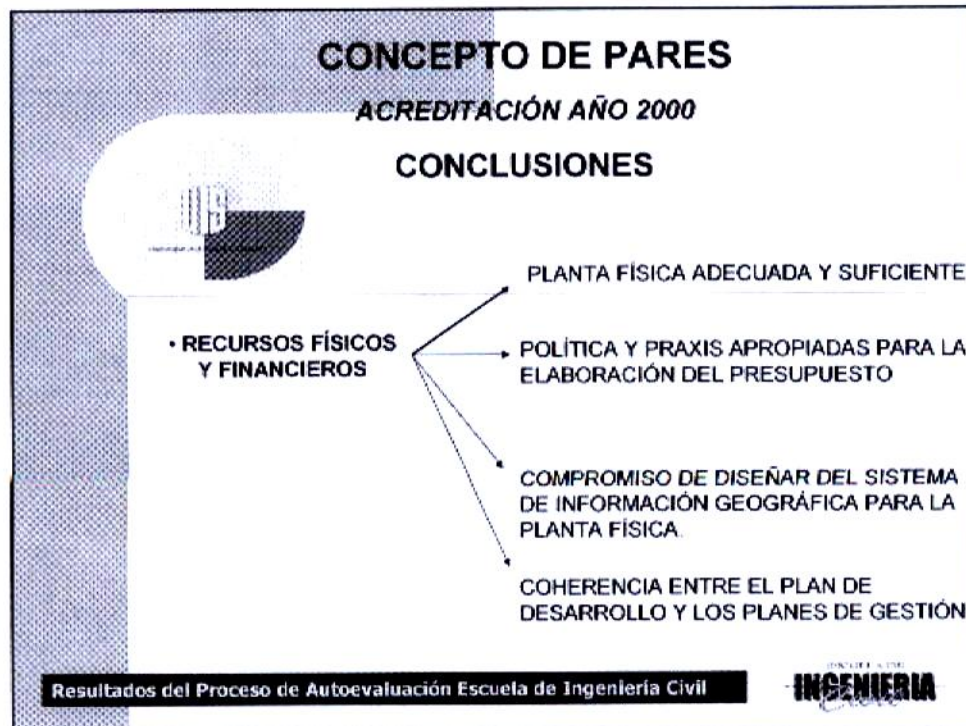 CONCEPTO DE PARES
ACREDITACIÓN AÑO 2000
CONCLUSIONES
• RECURSOS FÍSICOS
Y FINANCIEROS
PLANTA FÍSICA ADECUADA Y SUFICIENTE
POLÍTICA Y PRAXIS APROPIADAS PARA LA
ELABORACIÓN DEL PRESUPUESTO
COMPROMISO DE DISEÑAR DEL SISTEMA
DE INFORMACIÓN GEOGRÁFICA PARA LA
PLANTA FÍSICA.
COHERENCIA ENTRE EL PLAN DE
DESARROLLO Y LOS PLANES DE GESTIÓN
Resultados del Proceso de Autoevaluación Escuela de Ingeniería Civil
INGENIERIA